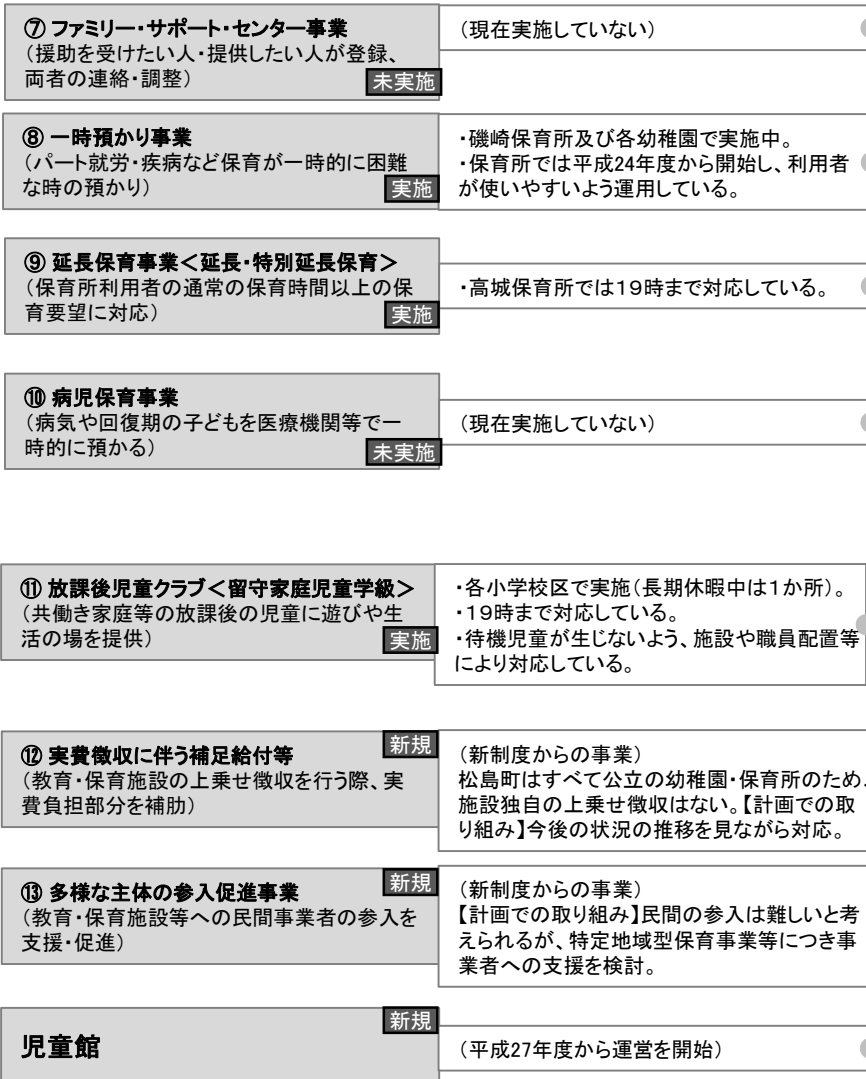 ⑦ ファミリー・サポート・センター事業
（援助を受けたい人・提供したい人が登録、
両者の連絡・調整）
未実施
（現在実施していない）
⑧ 一時預かり事業
（パート就労・疾病など保育が一時的に困難
な時の預かり）
実施
・磯崎保育所及び各幼稚園で実施中。
・保育所では平成24年度から開始し、利用者
が使いやすいよう運用している。
⑨ 延長保育事業＜延長・特別延長保育＞
（保育所利用者の通常の保育時間以上の保
育要望に対応）
実施
・高城保育所では１９時まで対応している。
⑩ 病児保育事業
（病気や回復期の子どもを医療機関等で一
時的に預かる）
未実施
（現在実施していない）
⑪ 放課後児童クラブ＜留守家庭児童学級＞
（共働き家庭等の放課後の児童に遊びや生
活の場を提供）
実施
・各小学校区で実施（長期休暇中は１か所）。
・１９時まで対応している。
・待機児童が生じないよう、施設や職員配置等
により対応している。
⑫ 実費徴収に伴う補足給付等
新規
（教育・保育施設の上乗せ徴収を行う際、実
費負担部分を補助）
（新制度からの事業）
松島町はすべて公立の幼稚園・保育所のため、
施設独自の上乗せ徴収はない。【計画での取
り組み】今後の状況の推移を見ながら対応。
⑬ 多様な主体の参入促進事業
新規
（教育・保育施設等への民間事業者の参入を
支援・促進）
（新制度からの事業）
【計画での取り組み】民間の参入は難しいと考
えられるが、特定地域型保育事業等につき事
業者への支援を検討。
児童館
新規
（平成27年度から運営を開始）